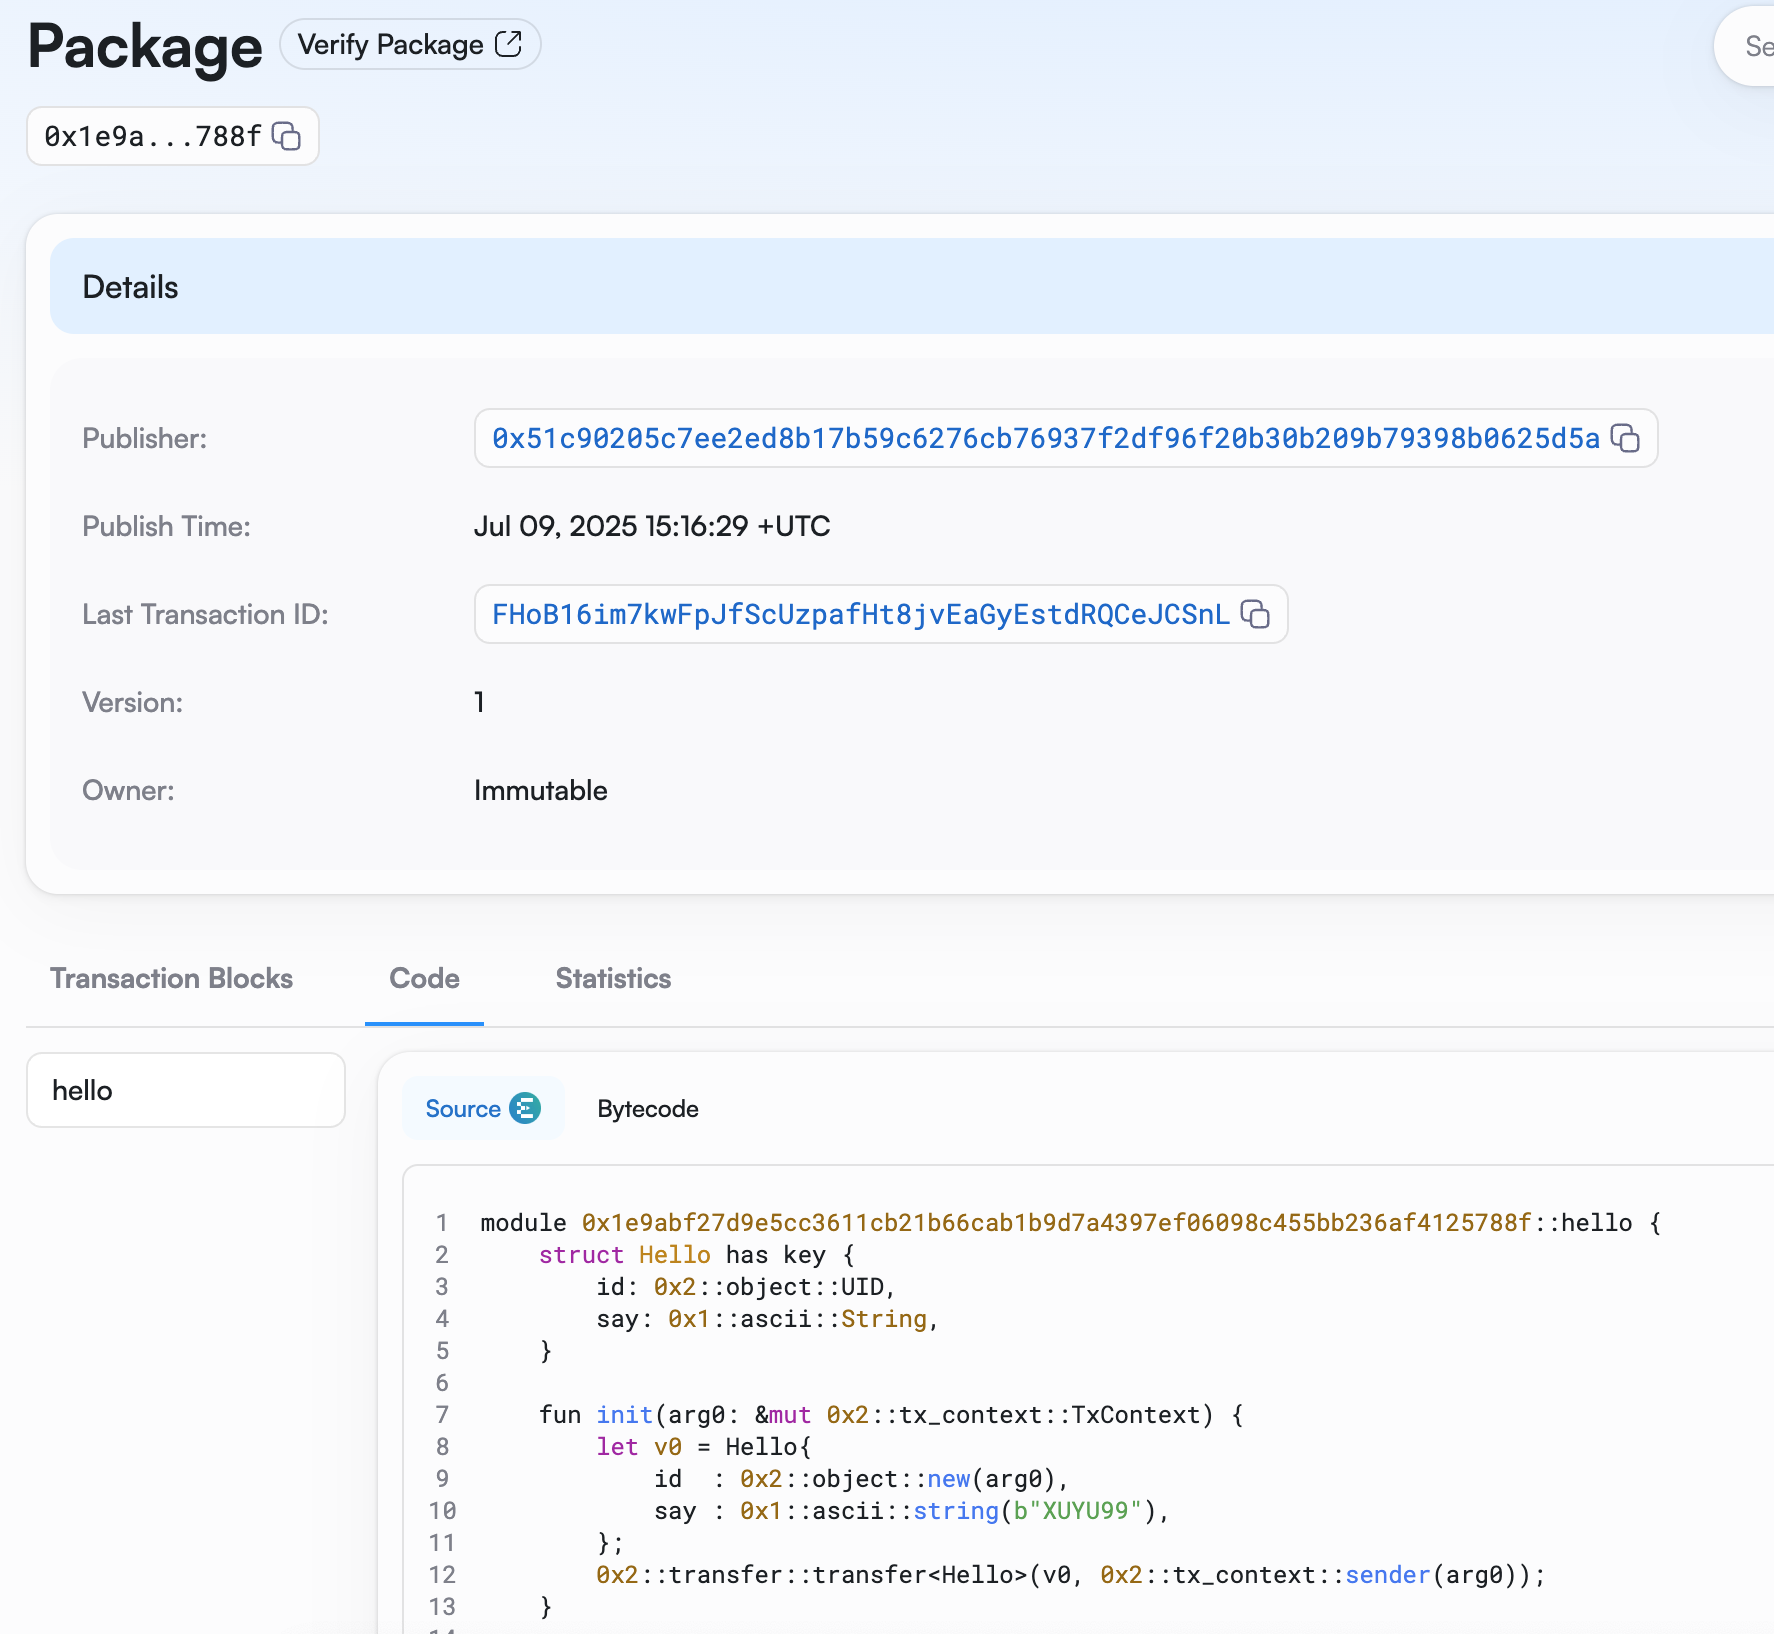 Package Verify Package
Se
0x1e9a...788f
Details
Publisher: 0x51c90205c7ee2ed8b17b59c6276cb76937f2df96f20b30b209b79398b0625d5a
Publish Time: Jul 09, 2025 15:16:29 +UTC
Last Transaction ID: FHoB16im7kwFpJfScUzpafHt8jvEaGyEstdRQCeJCSnL
Version: 1
Owner: Immutable
Transaction Blocks Code Statistics
hello
Source Bytecode
1 module 0x1e9abf27d9e5cc3611cb21b66cab1b9d7a4397ef06098c455bb236af4125788f::hello {
2     struct Hello has key {
3         id: 0x2::object::UID,
4         say: 0x1::ascii::String,
5     }
6
7     fun init(arg0: &mut 0x2::tx_context::TxContext) {
8         let v0 = Hello{
9             id  : 0x2::object::new(arg0),
10             say : 0x1::ascii::string(b"XUYU99"),
11         };
12         0x2::transfer::transfer<Hello>(v0, 0x2::tx_context::sender(arg0));
13     }